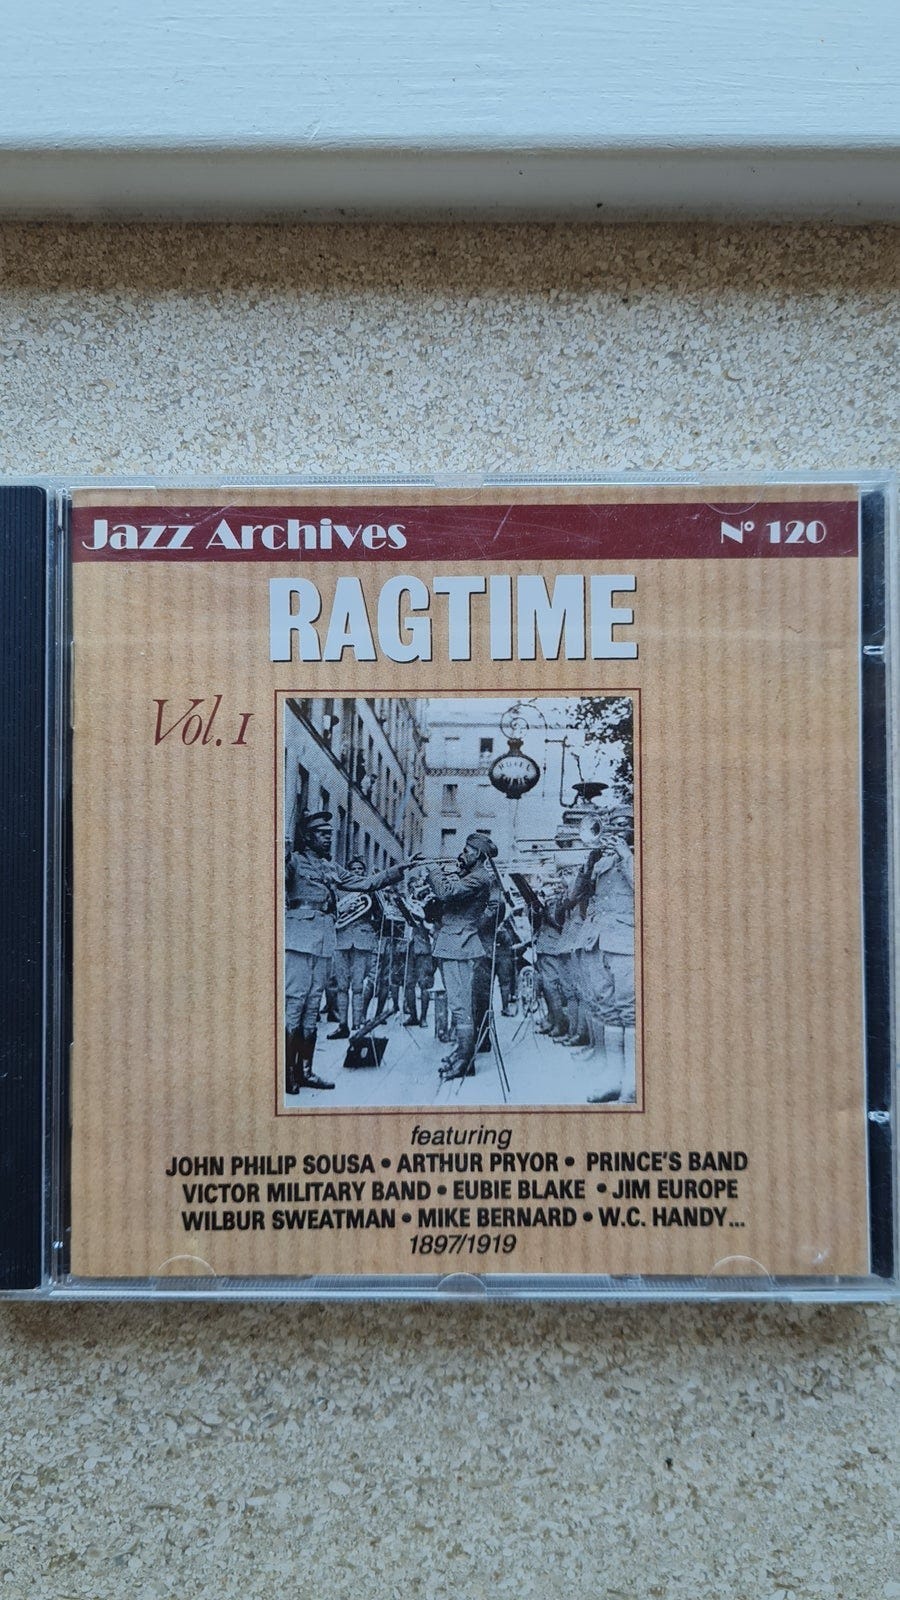 Jazz Archives N° 120
RAGTIME
Vol. 1
HOTEL
featuring
JOHN PHILIP SOUSA • ARTHUR PRYOR • PRINCE'S BAND
VICTOR MILITARY BAND • EUBIE BLAKE • JIM EUROPE
WILBUR SWEATMAN • MIKE BERNARD • W.C. HANDY...
1897/1919